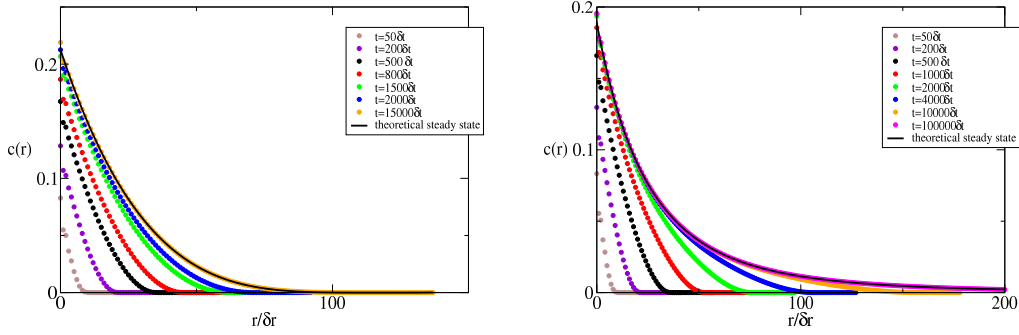 0.2
0.1
0
c(r)
0
100
r/δr
t=50δt
t=200δt
t=500 δt
t=800δt
t=1500δt
t=2000δt
t=15000δt
theoretical steady state
0.2
0.1
0
c(r)
0
100
200
r/δr
t=50δt
t=200δt
t=500 δt
t=1000δt
t=2000δt
t=4000δt
t=10000δt
t=100000δt
theoretical steady state